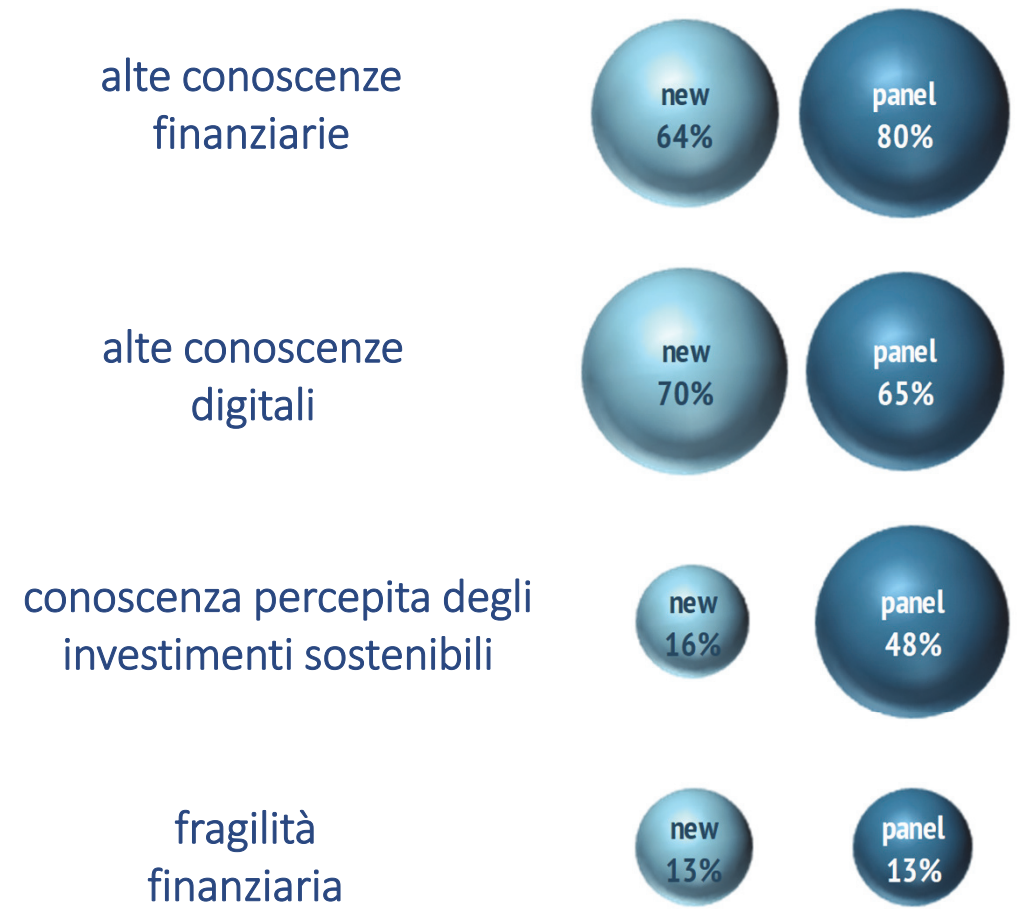 alte conoscenze
finanziarie
new
64%
panel
80%
alte conoscenze
digitali
new
70%
panel
65%
conoscenza percepita degli
investimenti sostenibili
new
16%
panel
48%
fragilità
finanziaria
new
13%
panel
13%